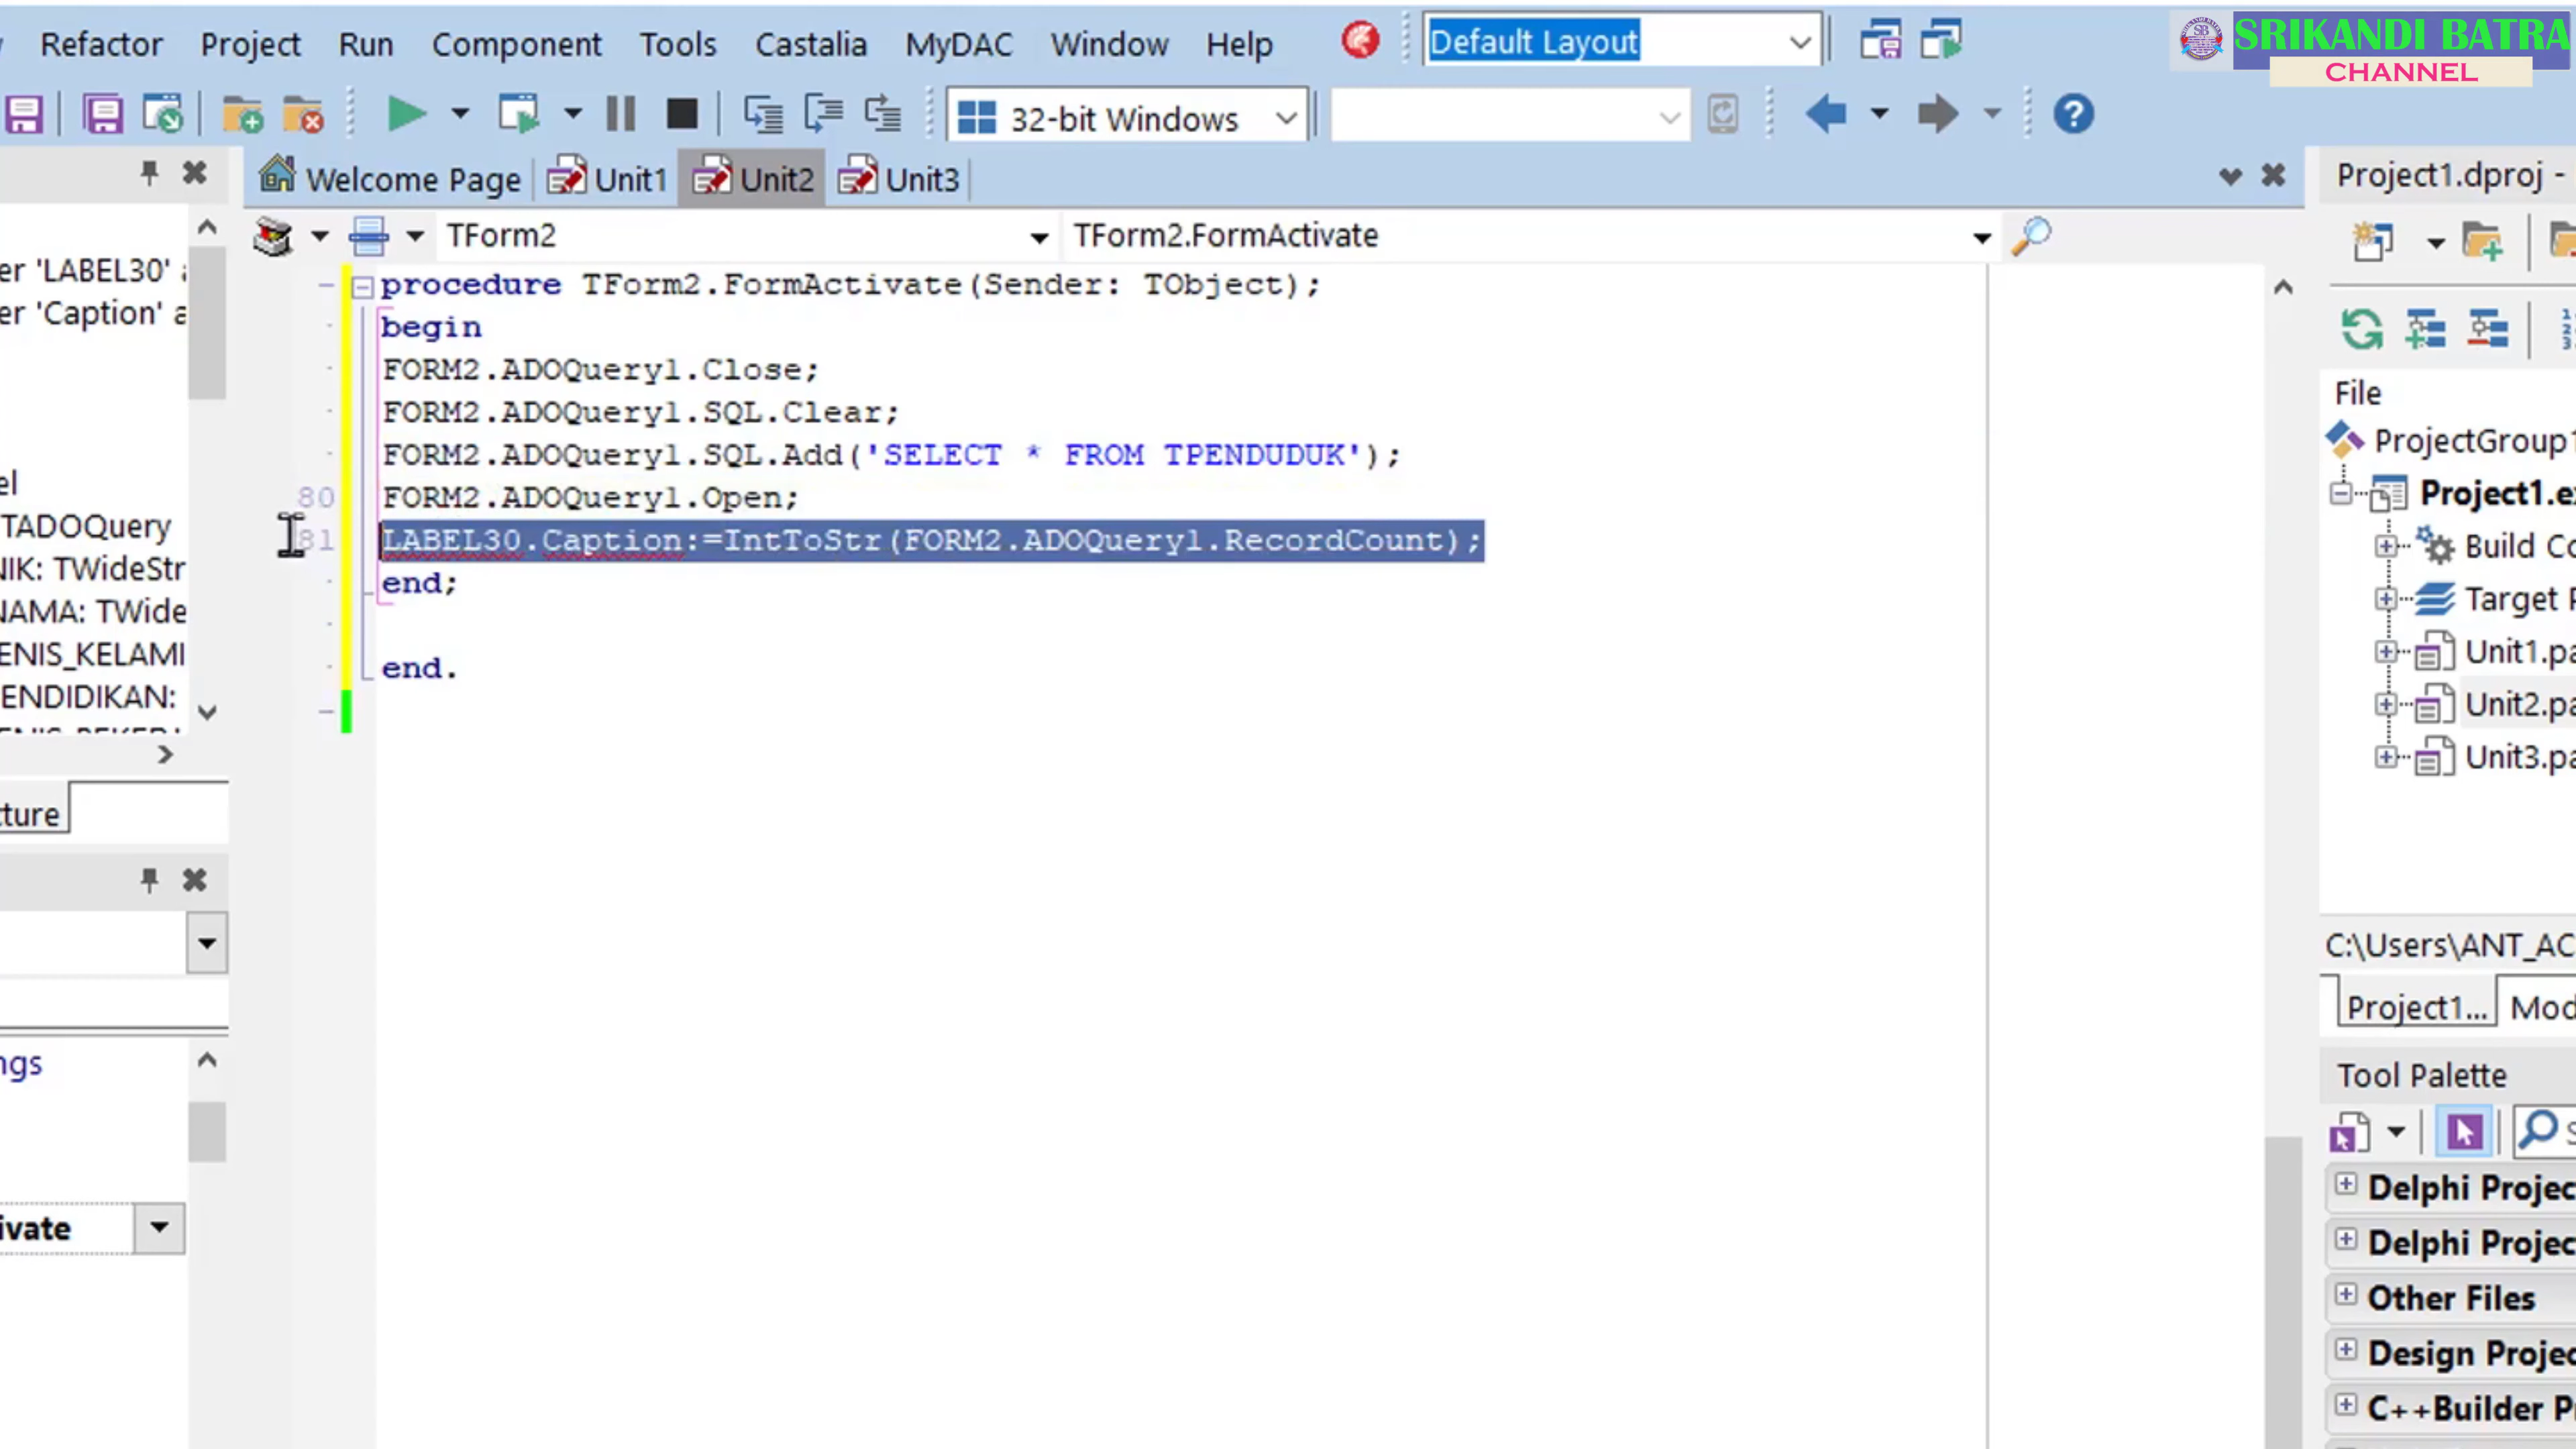 Refactor Project Run Component Tools Castalia MyDAC Window Help Default Layout
SRIKANDI BATRA
CHANNEL
32-bit Windows
Welcome Page Unit1 Unit2 Unit3
Project1.dproj -
TForm2 TForm2.FormActivate
er 'LABEL30' a
er 'Caption' a
el
TADOQuery
NIK: TWideStr
NAMA: TWide
ENIS_KELAMI
ENDIDIKAN:
ture
ngs
ivate
procedure TForm2.FormActivate(Sender: TObject);
begin
FORM2.ADOQuery1.Close;
FORM2.ADOQuery1.SQL.Clear;
FORM2.ADOQuery1.SQL.Add('SELECT * FROM TPENDUDUK');
80 FORM2.ADOQuery1.Open;
81 LABEL30.Caption:=IntToStr(FORM2.ADOQuery1.RecordCount);
end;
end.
File
ProjectGroup1
Project1.e
Build Co
Target P
Unit1.pa
Unit2.pa
Unit3.pa
C:\Users\ANT_AC
Project1... Mod
Tool Palette
Delphi Projec
Delphi Projec
Other Files
Design Projec
C++Builder P